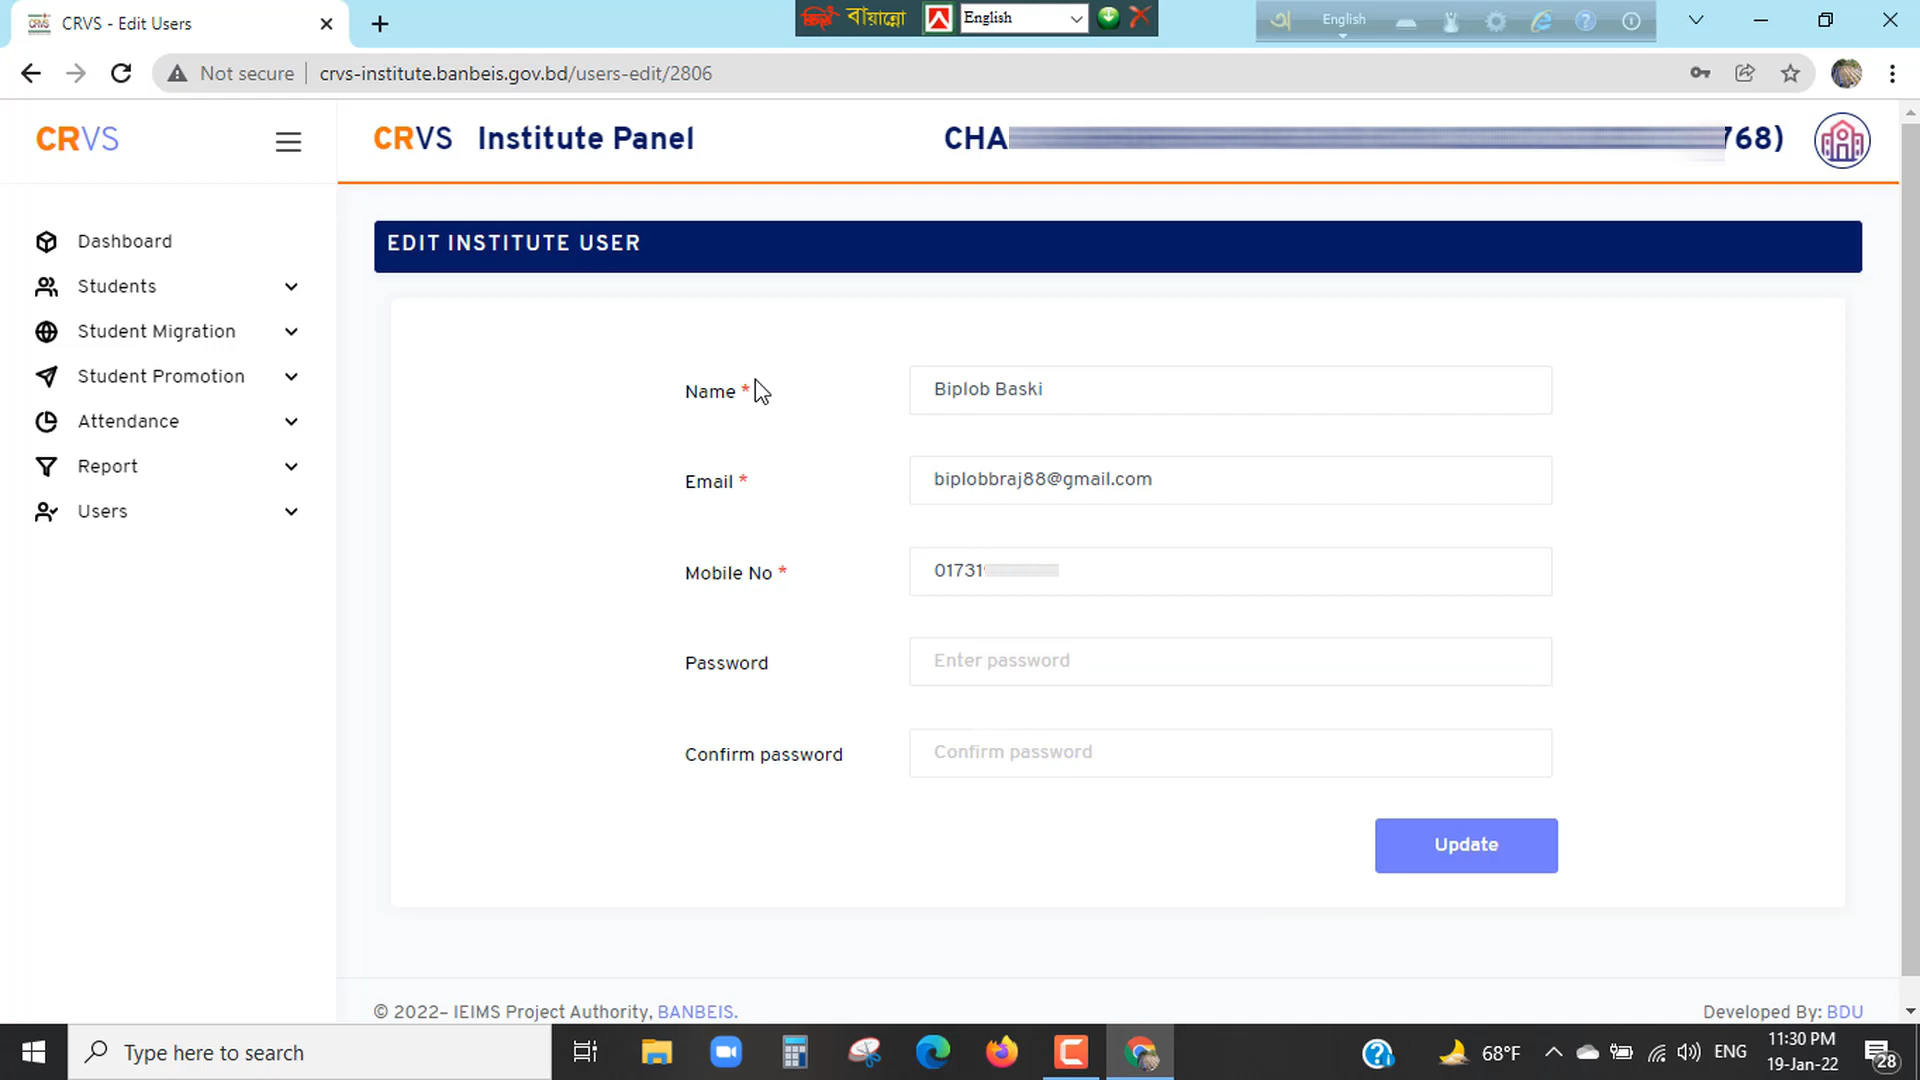 CRVS - Edit Users
বায়ান্নো
English
English
Not secure
crvs-institute.banbeis.gov.bd/users-edit/2806
CRVS
CRVS Institute Panel
CHA
768)
Dashboard
Students
Student Migration
Student Promotion
Attendance
Report
Users
EDIT INSTITUTE USER
Name *
Biplob Baski
Email *
biplobbraj88@gmail.com
Mobile No *
01731
Password
Enter password
Confirm password
Confirm password
Update
© 2022– IEIMS Project Authority, BANBEIS.
Developed By: BDU
Type here to search
68°F
ENG
11:30 PM
19-Jan-22
28